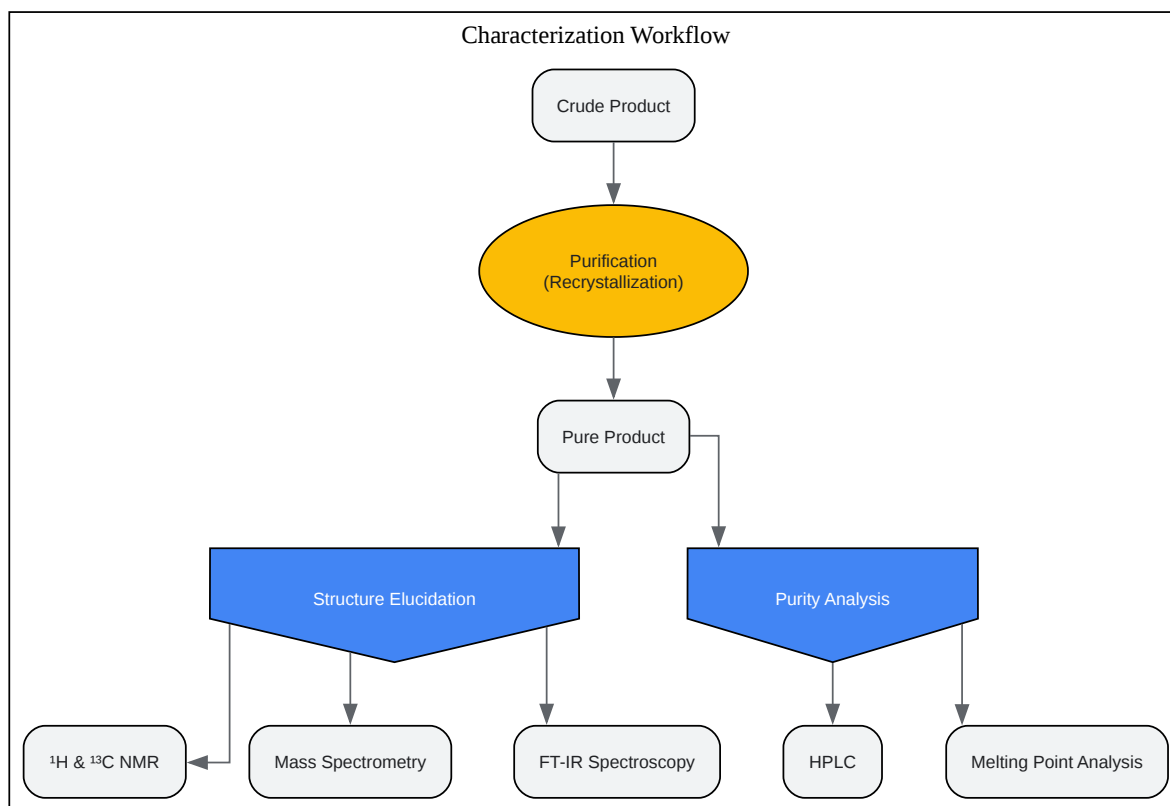 Characterization Workflow
Crude Product
Purification
(Recrystallization)
Pure Product
Structure Elucidation
Purity Analysis
¹H & ¹³C NMR
Mass Spectrometry
FT-IR Spectroscopy
HPLC
Melting Point Analysis